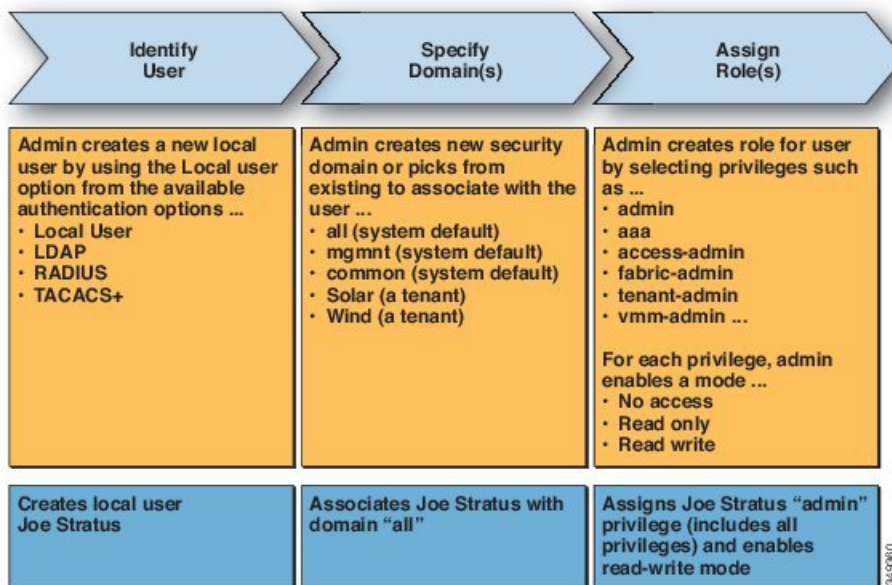 Identify
User
Specify
Domain(s)
Assign
Role(s)
Admin creates a new local
user by using the Local user
option from the available
authentication options ...
• Local User
• LDAP
• RADIUS
• TACACS+
Admin creates new security
domain or picks from
existing to associate with the
user ...
• all (system default)
• mgmnt (system default)
• common (system default)
• Solar (a tenant)
• Wind (a tenant)
Admin creates role for user
by selecting privileges such
as ...
• admin
• aaa
• access-admin
• fabric-admin
• tenant-admin
• vmm-admin ...
For each privilege, admin
enables a mode ...
• No access
• Read only
• Read write
Creates local user
Joe Stratus
Associates Joe Stratus with
domain “all”
Assigns Joe Stratus “admin”
privilege (includes all
privileges) and enables
read-write mode